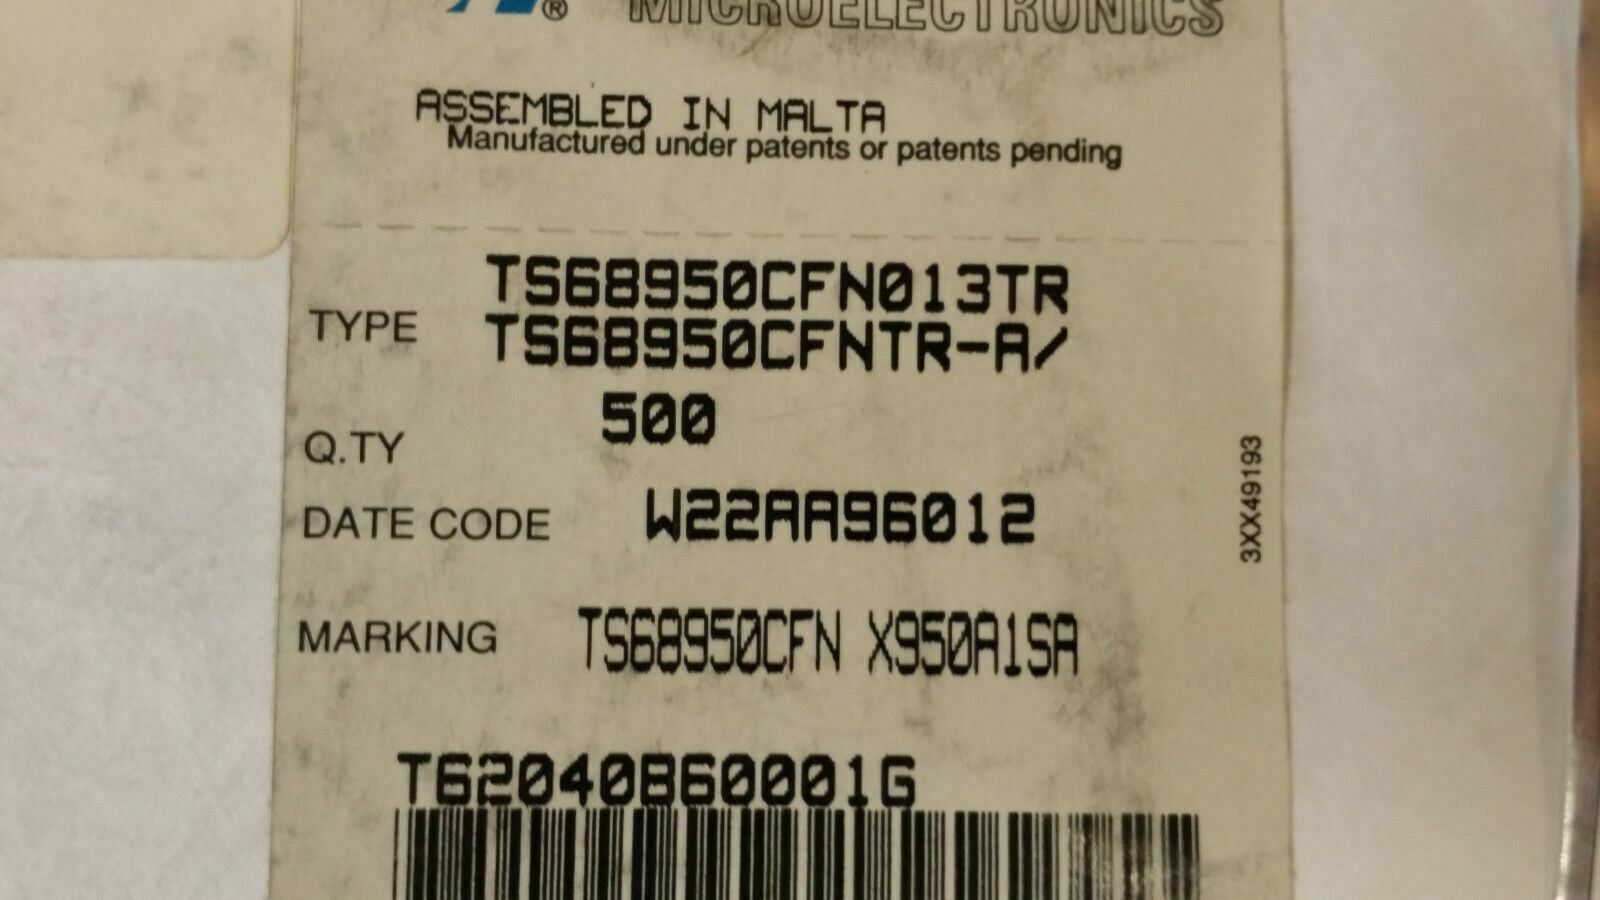 ® MICROELECTRONICS
ASSEMBLED IN MALTA
Manufactured under patents or patents pending
TYPE TS68950CFN013TR
TS68950CFNTR-A/
Q.TY 500
DATE CODE W22AA96012
MARKING TS68950CFN X950A1SA
T62040B60001G
3XX49193